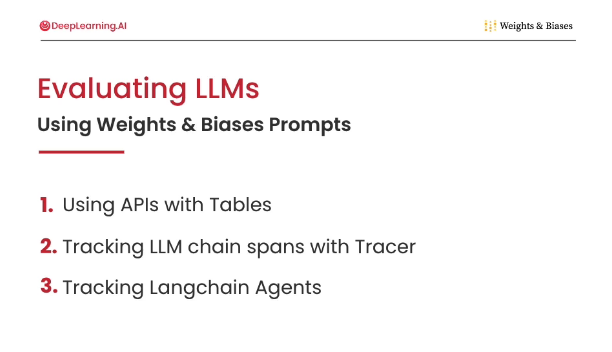 DeepLearning.AI
Weights & Biases
Evaluating LLMs
Using Weights & Biases Prompts
1. Using APIs with Tables
2. Tracking LLM chain spans with Tracer
3. Tracking Langchain Agents